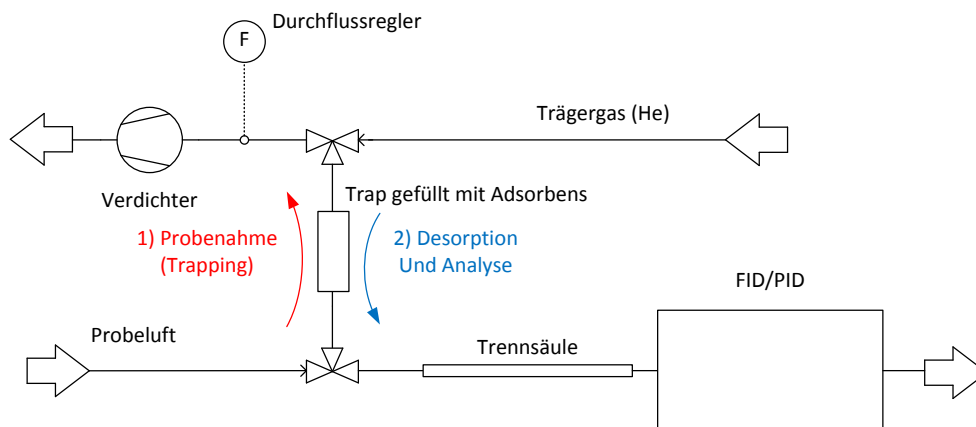 Durchflussregler
F
Trägergas (He)
Verdichter
Trap gefüllt mit Adsorbens
1) Probenahme
(Trapping)
2) Desorption
Und Analyse
FID/PID
Probeluft
Trennsäule